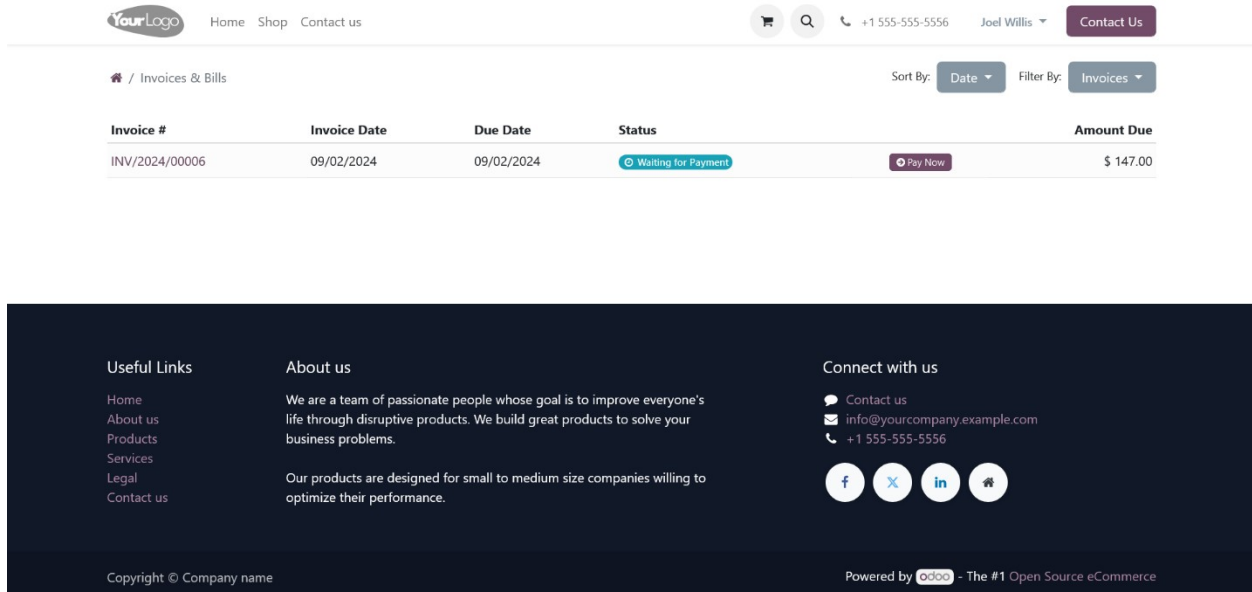 YourLogo Home Shop Contact us +1 555-555-5556 Joel Willis Contact Us
/ Invoices & Bills Sort By: Date Filter By: Invoices
Invoice # Invoice Date Due Date Status Amount Due
INV/2024/00006 09/02/2024 09/02/2024 Waiting for Payment Pay Now $ 147.00
Useful Links
Home
About us
Products
Services
Legal
Contact us
About us
We are a team of passionate people whose goal is to improve everyone's
life through disruptive products. We build great products to solve your
business problems.
Our products are designed for small to medium size companies willing to
optimize their performance.
Connect with us
Contact us
info@yourcompany.example.com
+1 555-555-5556
f X in
Copyright © Company name Powered by odoo - The #1 Open Source eCommerce